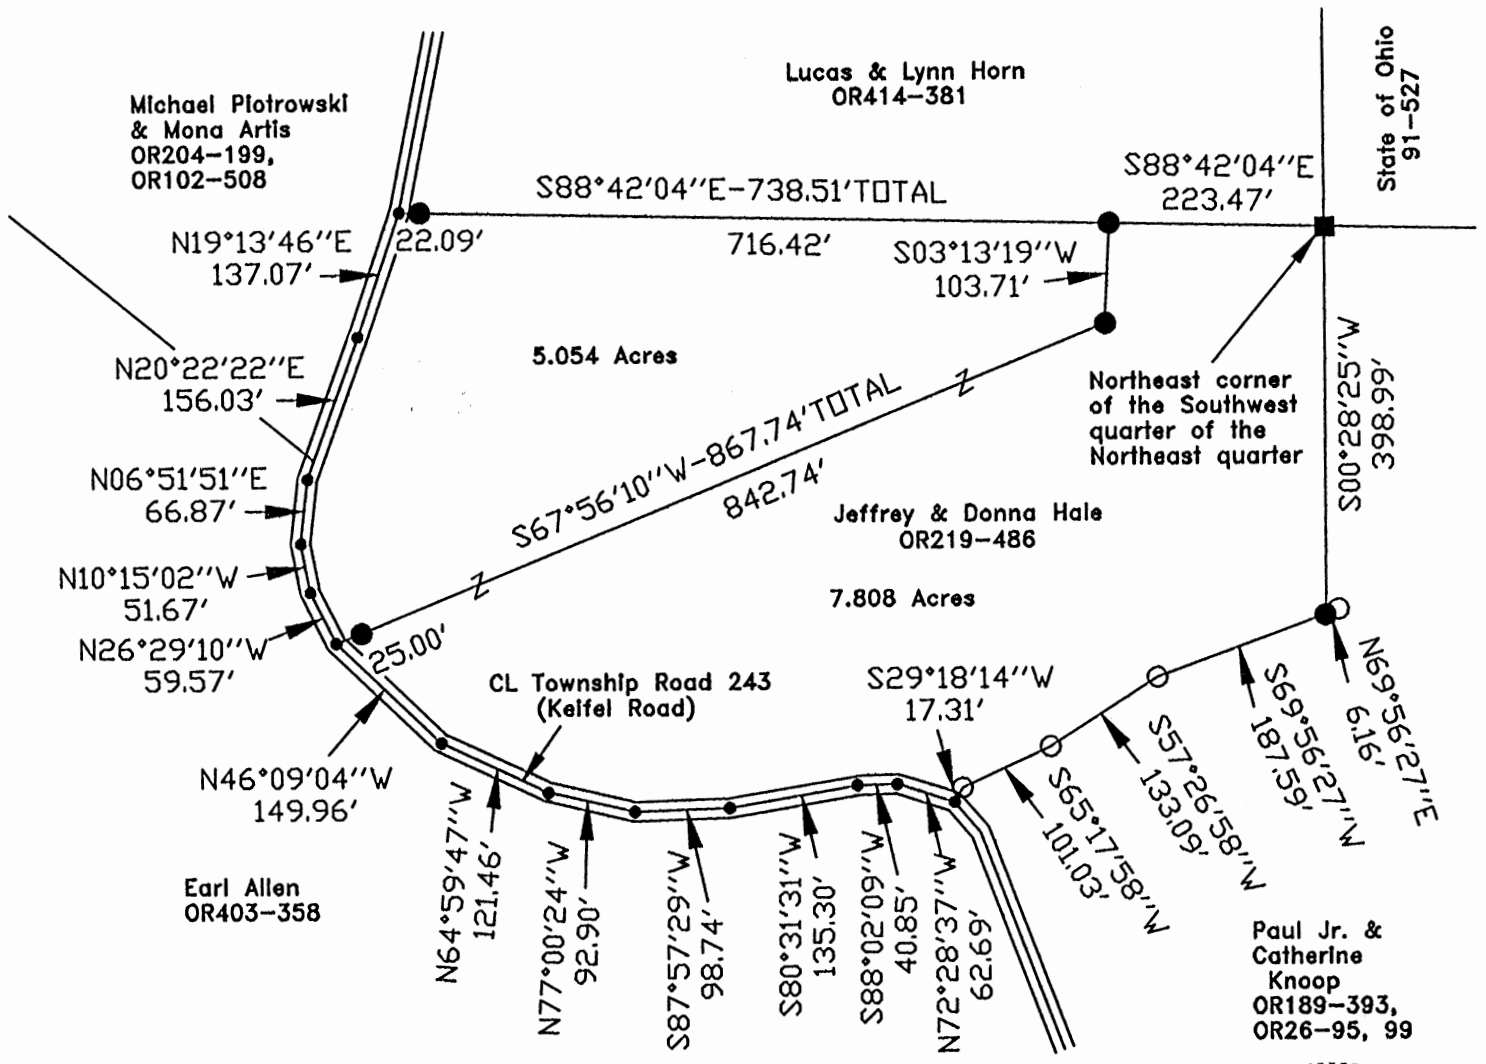 Lucas & Lynn Horn
OR414-381
State of Ohio
91-527
Michael Piotrowski
& Mona Artis
OR204-199,
OR102-508
S88°42'04''E-738.51'TOTAL
S88°42'04''E
223.47'
N19°13'46''E
137.07'
22.09'
716.42'
S03°13'19''W
103.71'
N20°22'22''E
156.03'
5.054 Acres
S67°56'10''W-867.74'TOTAL
842.74'
Northeast corner
of the Southwest
quarter of the
Northeast quarter
S00°28'25''W
398.99'
N06°51'51''E
66.87'
Jeffrey & Donna Hale
OR219-486
N10°15'02''W
51.67'
7.808 Acres
N26°29'10''W
59.57'
25.00'
CL Township Road 243
(Keifel Road)
S29°18'14''W
17.31'
N69°56'27''E
6.16'
S69°56'27''W
187.59'
S57°26'58''W
133.09'
S65°17'58''W
101.03'
N46°09'04''W
149.96'
N64°59'47''W
121.46'
N77°00'24''W
92.90'
S87°57'29''W
98.74'
S80°31'31''W
135.30'
S88°02'09''W
40.85'
N72°28'37''W
62.69'
Earl Allen
OR403-358
Paul Jr. &
Catherine
Knoop
OR189-393,
OR26-95, 99